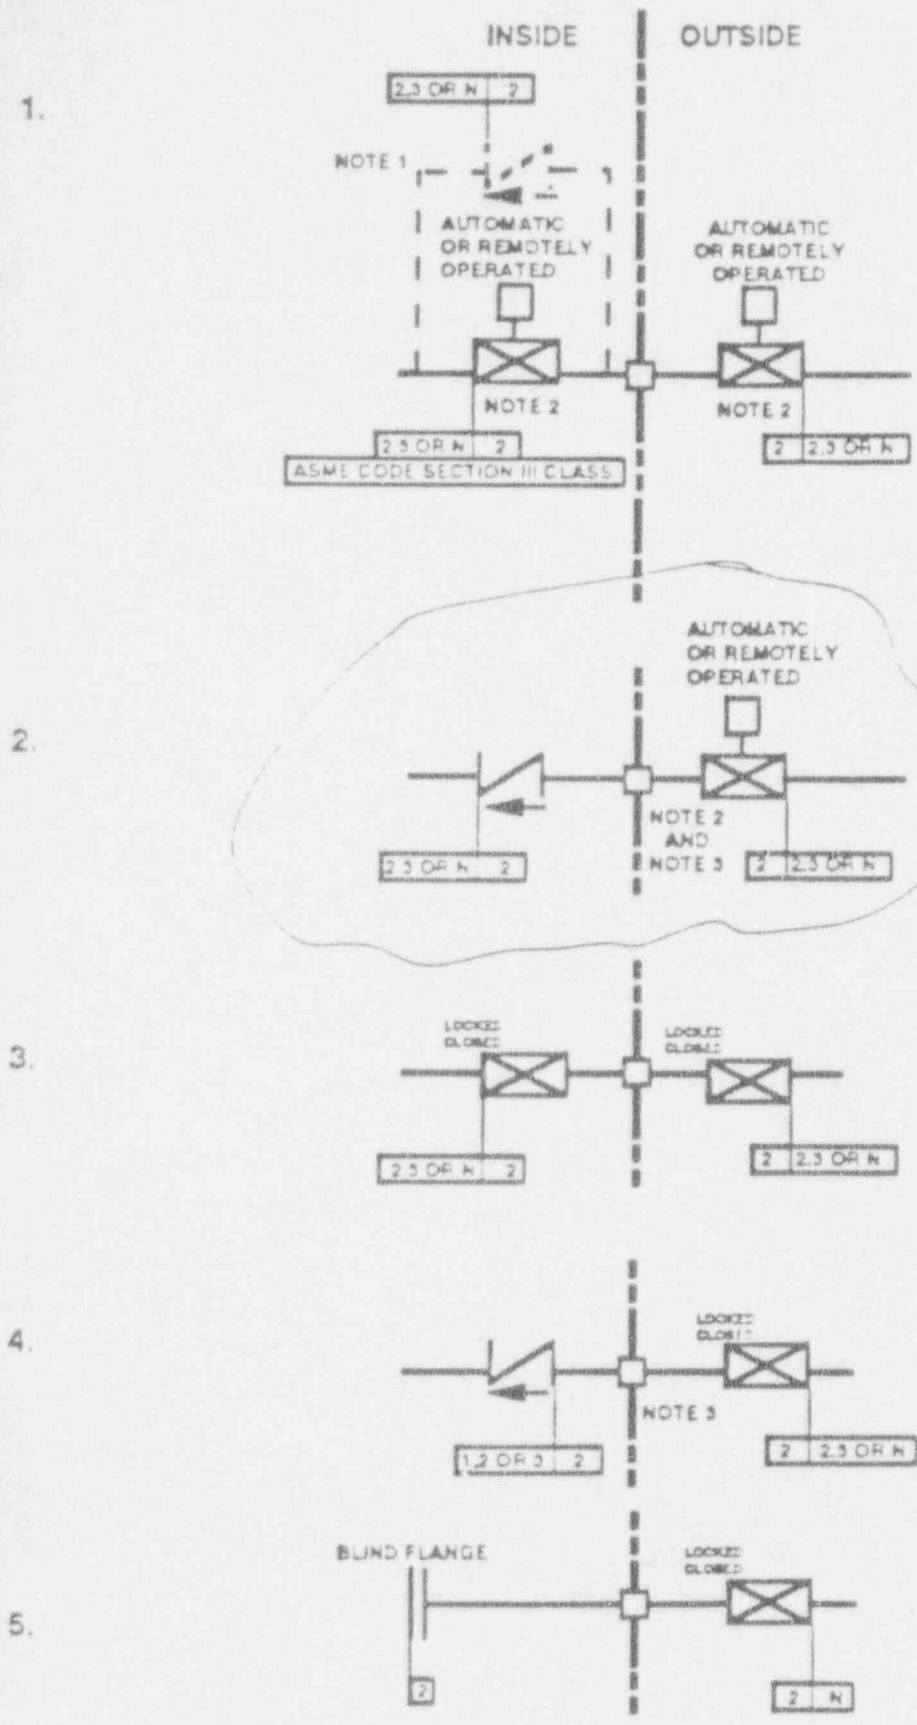 INSIDE OUTSIDE
1.
2,3 OR N 2
NOTE 1
AUTOMATIC
OR REMOTELY
OPERATED
AUTOMATIC
OR REMOTELY
OPERATED
NOTE 2
NOTE 2
2,3 OR N 2
2 2,3 OR N
ASME CODE SECTION III CLASS
AUTOMATIC
OR REMOTELY
OPERATED
2.
NOTE 2
AND
NOTE 3
2,3 OR N 2
2 2,3 OR N
LOCKED
CLOSED
LOCKED
CLOSED
3.
2,3 OR N 2
2 2,3 OR N
LOCKED
CLOSED
4.
NOTE 3
1,2 OR 3 2
2 2,3 OR N
BLIND FLANGE
LOCKED
CLOSED
5.
2
2 N